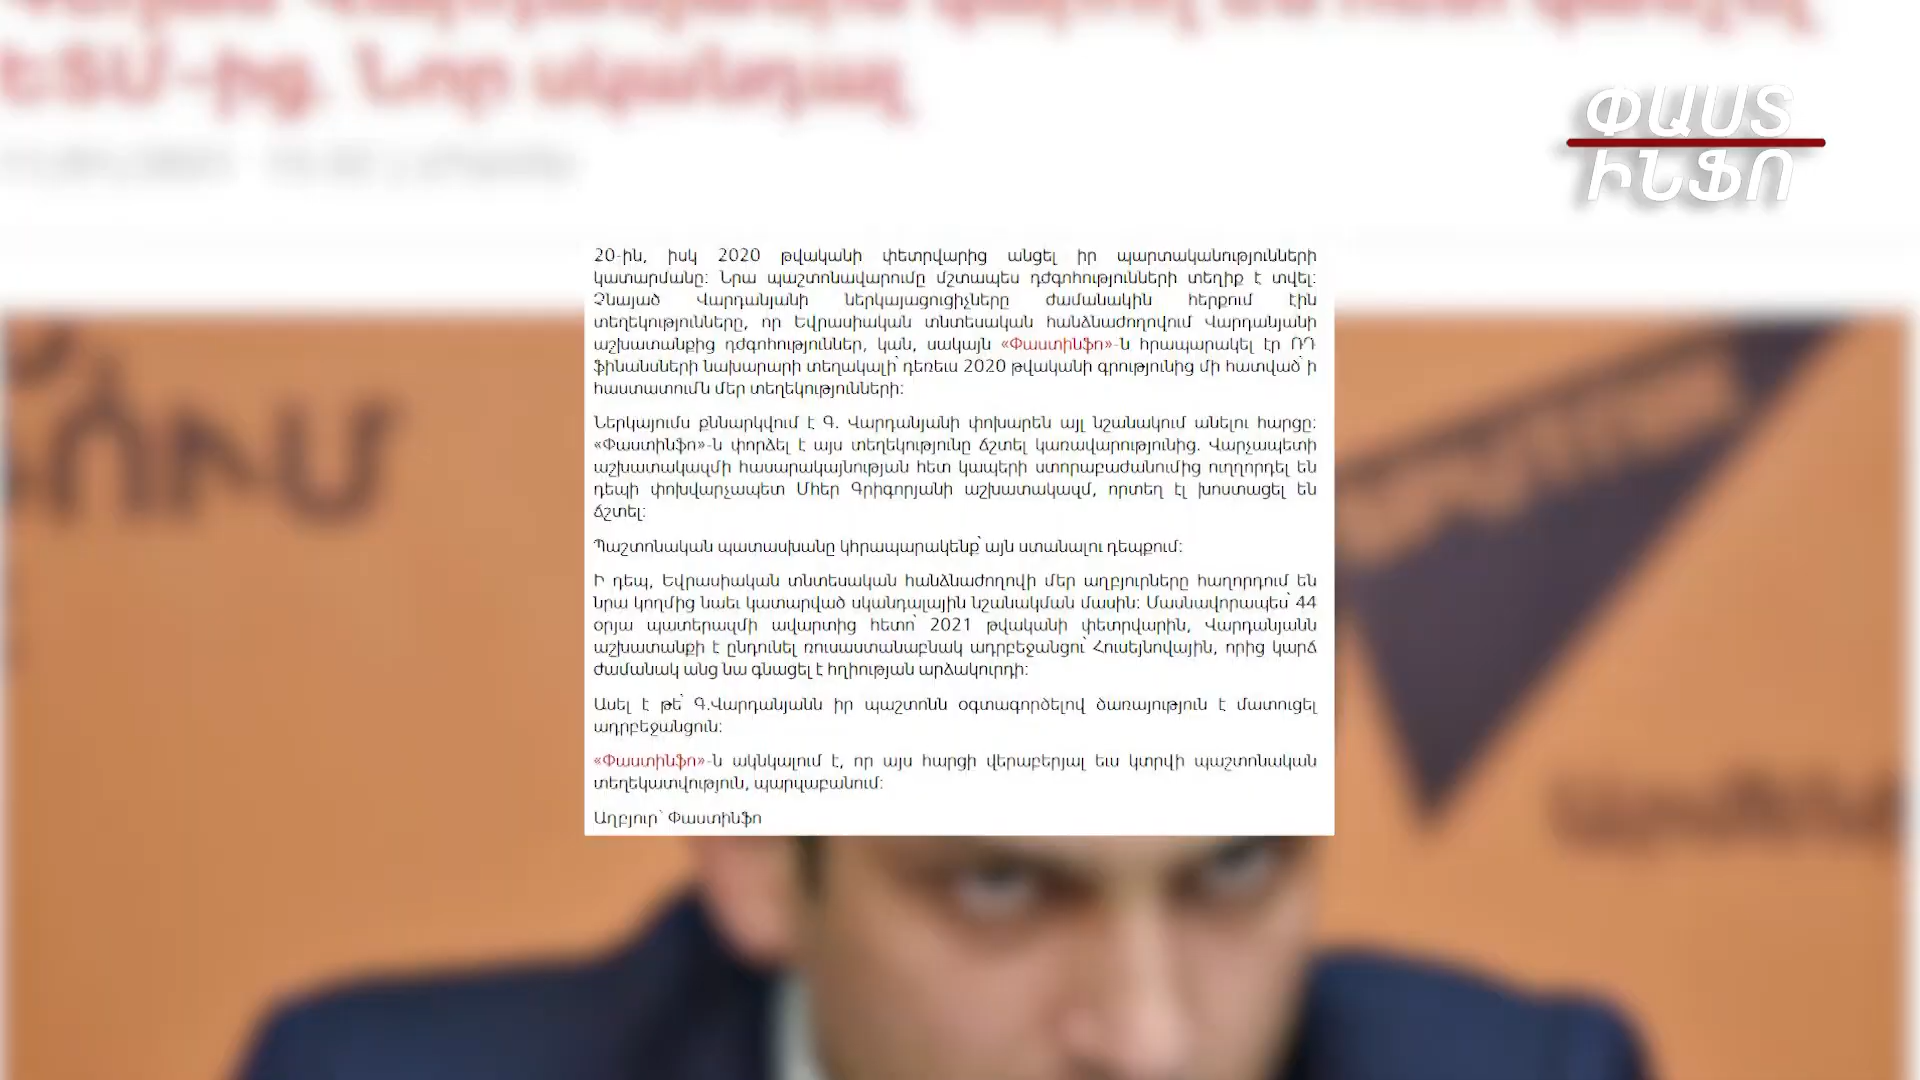 ԵՏՄ-ից. Նոր սկանդալ
ՓԱՍՏ
ԻՆՖՈ
20-ին, իսկ 2020 թվականի փետրվարից անցել իր պարտականությունների
կատարմանը: Նրա պաշտոնավարումը մշտապես դժգոհությունների տեղիք է տվել:
Չնայած Վարդանյանի ներկայացուցիչները ժամանակին հերքում էին
տեղեկությունները, որ Եվրասիական տնտեսական հանձնաժողովում Վարդանյանի
աշխատանքից դժգոհություններ, կան, սակայն «Փաստինֆո»-ն հրապարակել էր ՌԴ
ֆինանսների նախարարի տեղակալի՝ դեռեւս 2020 թվականի գրությունից մի հատված՝ ի
հաստատումն մեր տեղեկությունների:
Ներկայումս քննարկվում է Գ. Վարդանյանի փոխարեն այլ նշանակում անելու հարցը:
«Փաստինֆո»-ն փորձել է այս տեղեկությունը ճշտել կառավարությունից. Վարչապետի
աշխատակազմի հասարակայնության հետ կապերի ստորաբաժանումից ուղղորդել են
դեպի փոխվարչապետ Մհեր Գրիգորյանի աշխատակազմ, որտեղ էլ խոստացել են
ճշտել:
Պաշտոնական պատասխանը կհրապարակենք՝ այն ստանալու դեպքում:
Ի դեպ, Եվրասիական տնտեսական հանձնաժողովի մեր աղբյուրները հաղորդում են
նրա կողմից նաեւ կատարված սկանդալային նշանակման մասին: Մասնավորապես՝ 44
օրյա պատերազմի ավարտից հետո՝ 2021 թվականի փետրվարին, Վարդանյանն
աշխատանքի է ընդունել ռուսաստանաբնակ ադրբեջանցու՝ Հուսեյնովային, որից կարճ
ժամանակ անց նա գնացել է հղիության արձակուրդի:
Ասել է թե՝ Գ.Վարդանյանն իր պաշտոնն օգտագործելով ծառայություն է մատուցել
ադրբեջանցուն:
«Փաստինֆո»-ն ակնկալում է, որ այս հարցի վերաբերյալ եւս կտրվի պաշտոնական
տեղեկատվություն, պարզաբանում:
Աղբյուր՝ Փաստինֆո